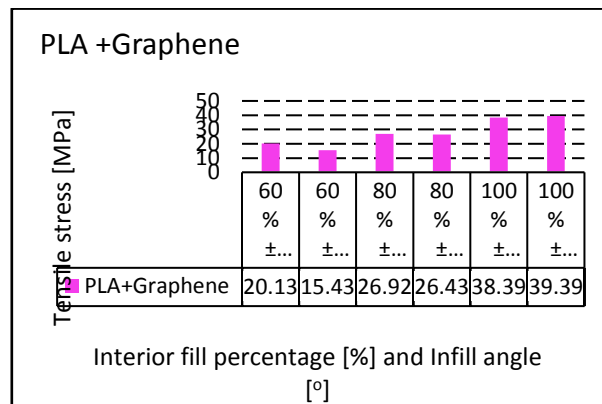 PLA +Graphene
Tensile stress [MPa]
50
40
30
20
10
0
60 60 80 80 100 100
% % % % % %
±... ±... ±... ±... ±... ±...
PLA+Graphene 20.13 15.43 26.92 26.43 38.39 39.39
Interior fill percentage [%] and Infill angle
[o]